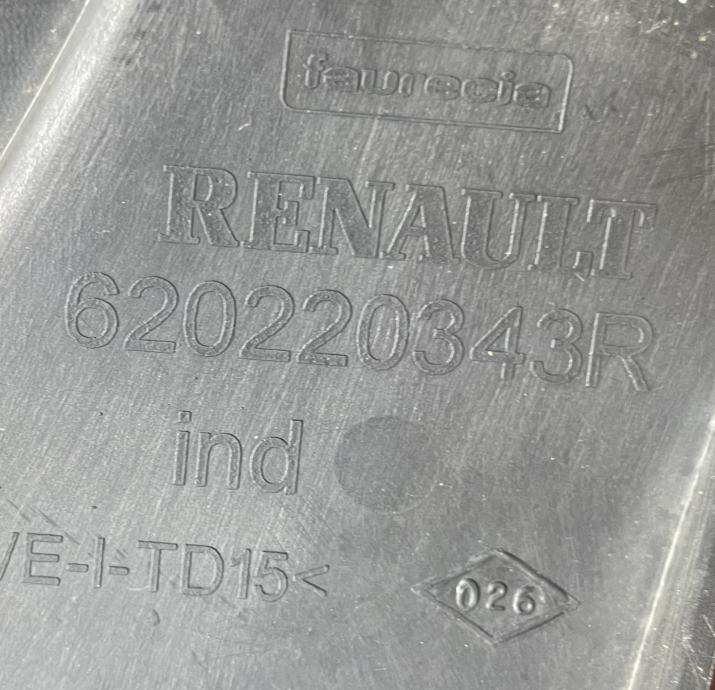 faurecia
RENAULT
620220343R
ind
/E-I-TD15<
026